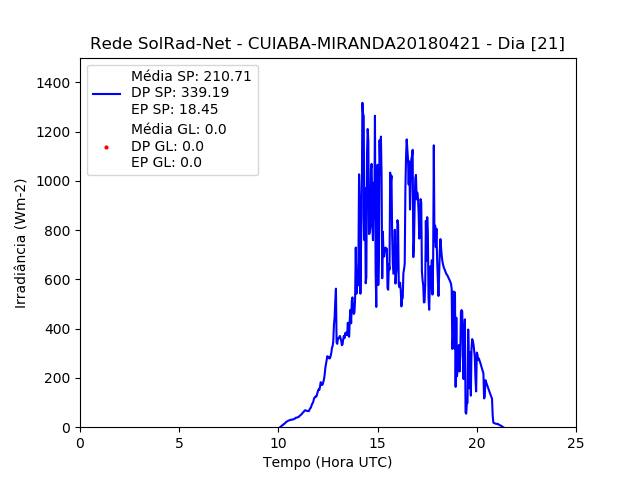 Rede SolRad-Net - CUIABA-MIRANDA20180421 - Dia [21]
Média SP: 210.71
DP SP: 339.19
EP SP: 18.45
Média GL: 0.0
DP GL: 0.0
EP GL: 0.0
1400
1200
1000
800
600
400
200
0
Irradiância (Wm-2)
0 5 10 15 20 25
Tempo (Hora UTC)